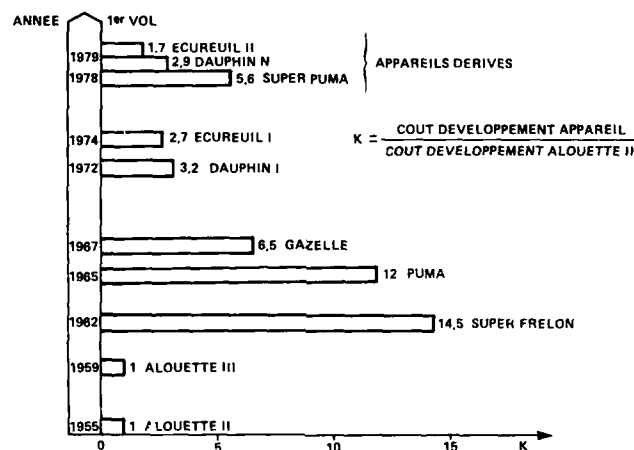 ANNEE 1er VOL
1,7 ECUREUIL II
1979 2,9 DAUPHIN N
APPAREILS DERIVES
1978 5,6 SUPER PUMA
1974 2,7 ECUREUIL I
K = COUT DEVELOPPEMENT APPAREIL
COUT DEVELOPPEMENT ALOUETTE II
1972 3,2 DAUPHIN I
1967 6,5 GAZELLE
1965 12 PUMA
1962 14,5 SUPER FRELON
1959 1 ALOUETTE III
1955 1 ALOUETTE II
0 5 10 15 K